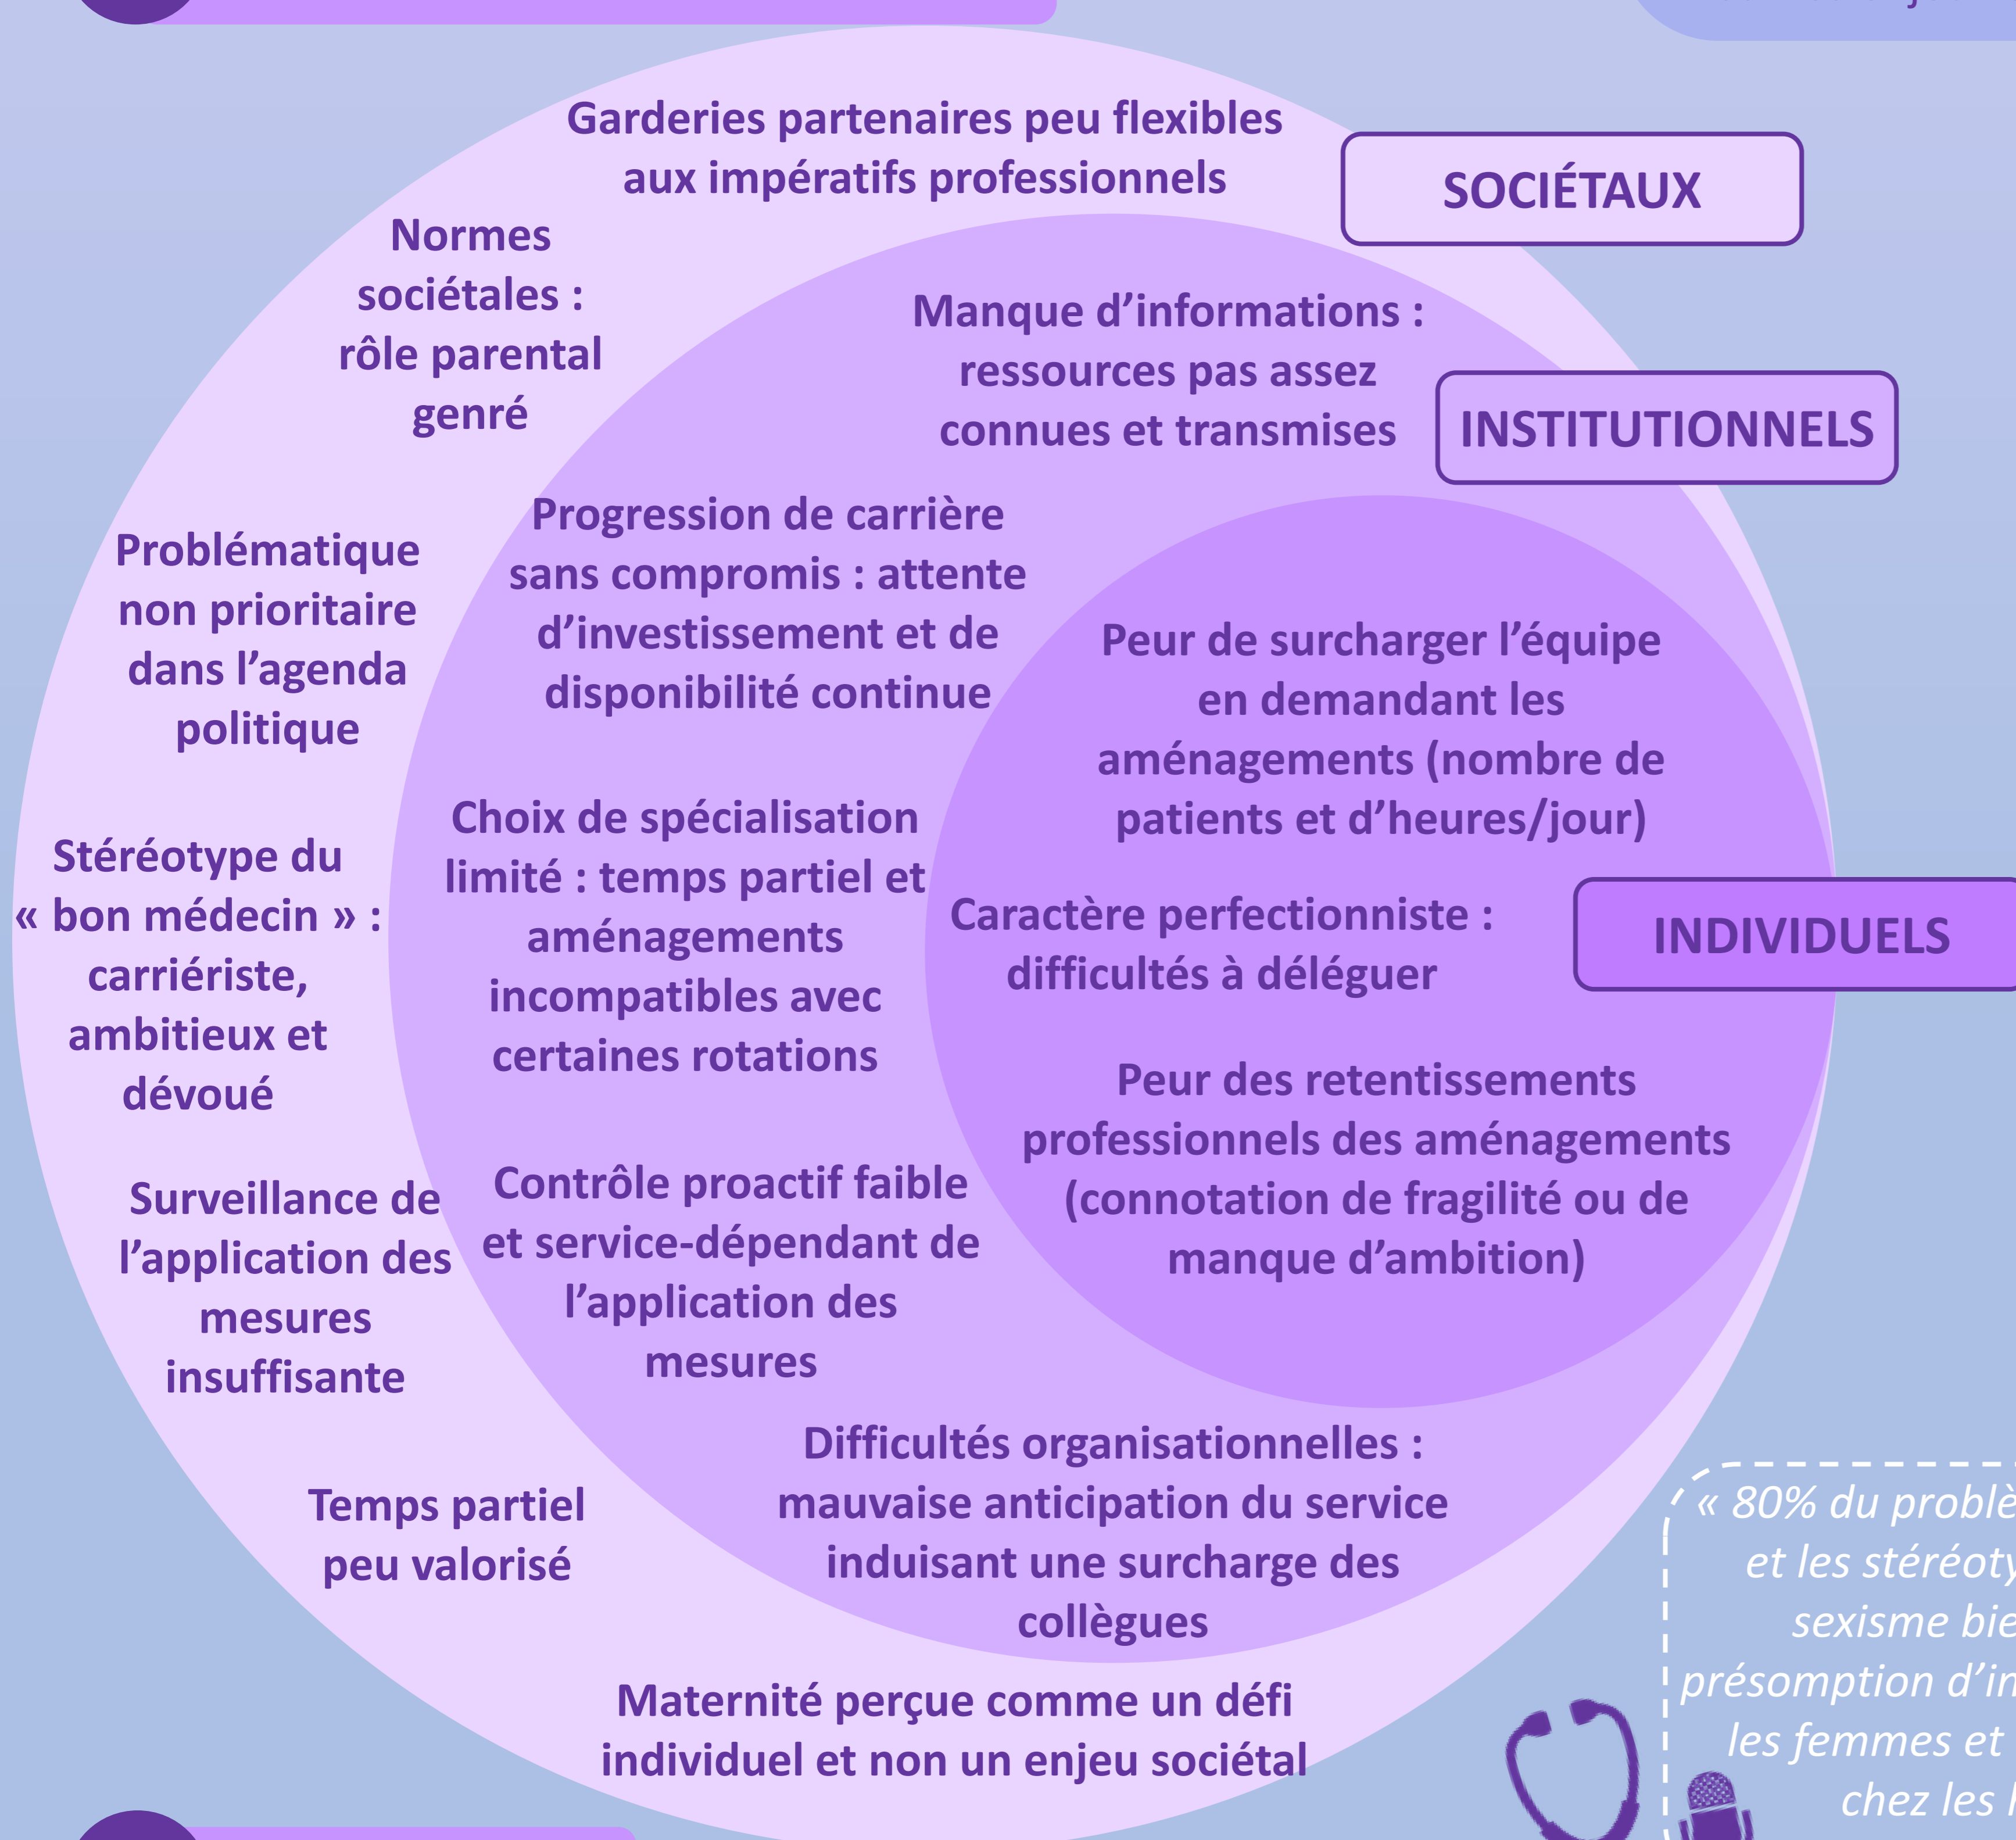 Garderies partenaires peu flexibles
aux impératifs professionnels
SOCIÉTAUX
Normes
sociétales :
rôle parental
genré
Manque d’informations :
ressources pas assez
connues et transmises
INSTITUTIONNELS
Progression de carrière
sans compromis : attente
d’investissement et de
disponibilité continue
Problématique
non prioritaire
dans l’agenda
politique
Peur de surcharger l’équipe
en demandant les
aménagements (nombre de
patients et d’heures/jour)
Choix de spécialisation
limité : temps partiel et
aménagements
incompatibles avec
certaines rotations
Stéréotype du
« bon médecin » :
carriériste,
ambitieux et
dévoué
Caractère perfectionniste :
difficultés à déléguer
INDIVIDUELS
Peur des retentissements
professionnels des aménagements
(connotation de fragilité ou de
manque d’ambition)
Surveillance de
l’application des
mesures
insuffisante
Contrôle proactif faible
et service-dépendant de
l’application des
mesures
Difficultés organisationnelles :
mauvaise anticipation du service
induisant une surcharge des
collègues
Temps partiel
peu valorisé
Maternité perçue comme un défi
individuel et non un enjeu sociétal
« 80% du
et les
sexisme
présomption
les femmes et
chez les